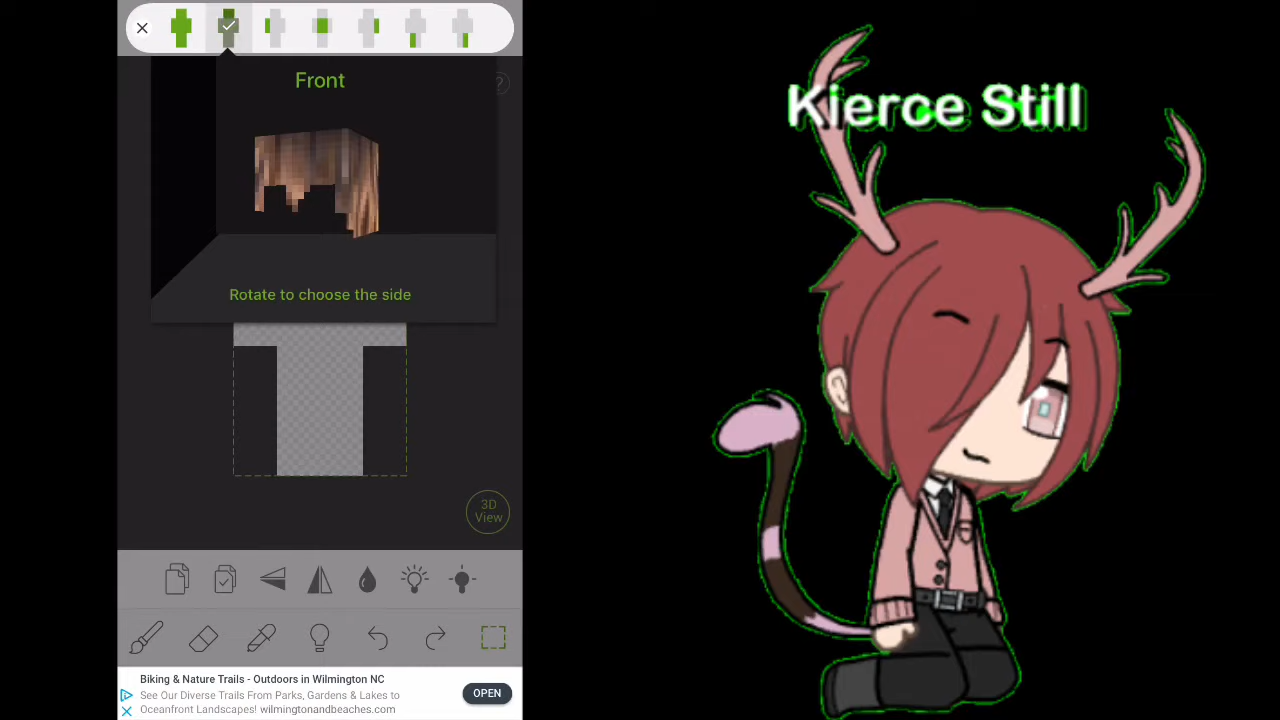 Front
Rotate to choose the side
3D
View
Biking & Nature Trails - Outdoors in Wilmington NC
See Our Diverse Trails From Parks, Gardens & Lakes to
Oceanfront Landscapes! wilmingtonandbeaches.com
OPEN
Kierce Still